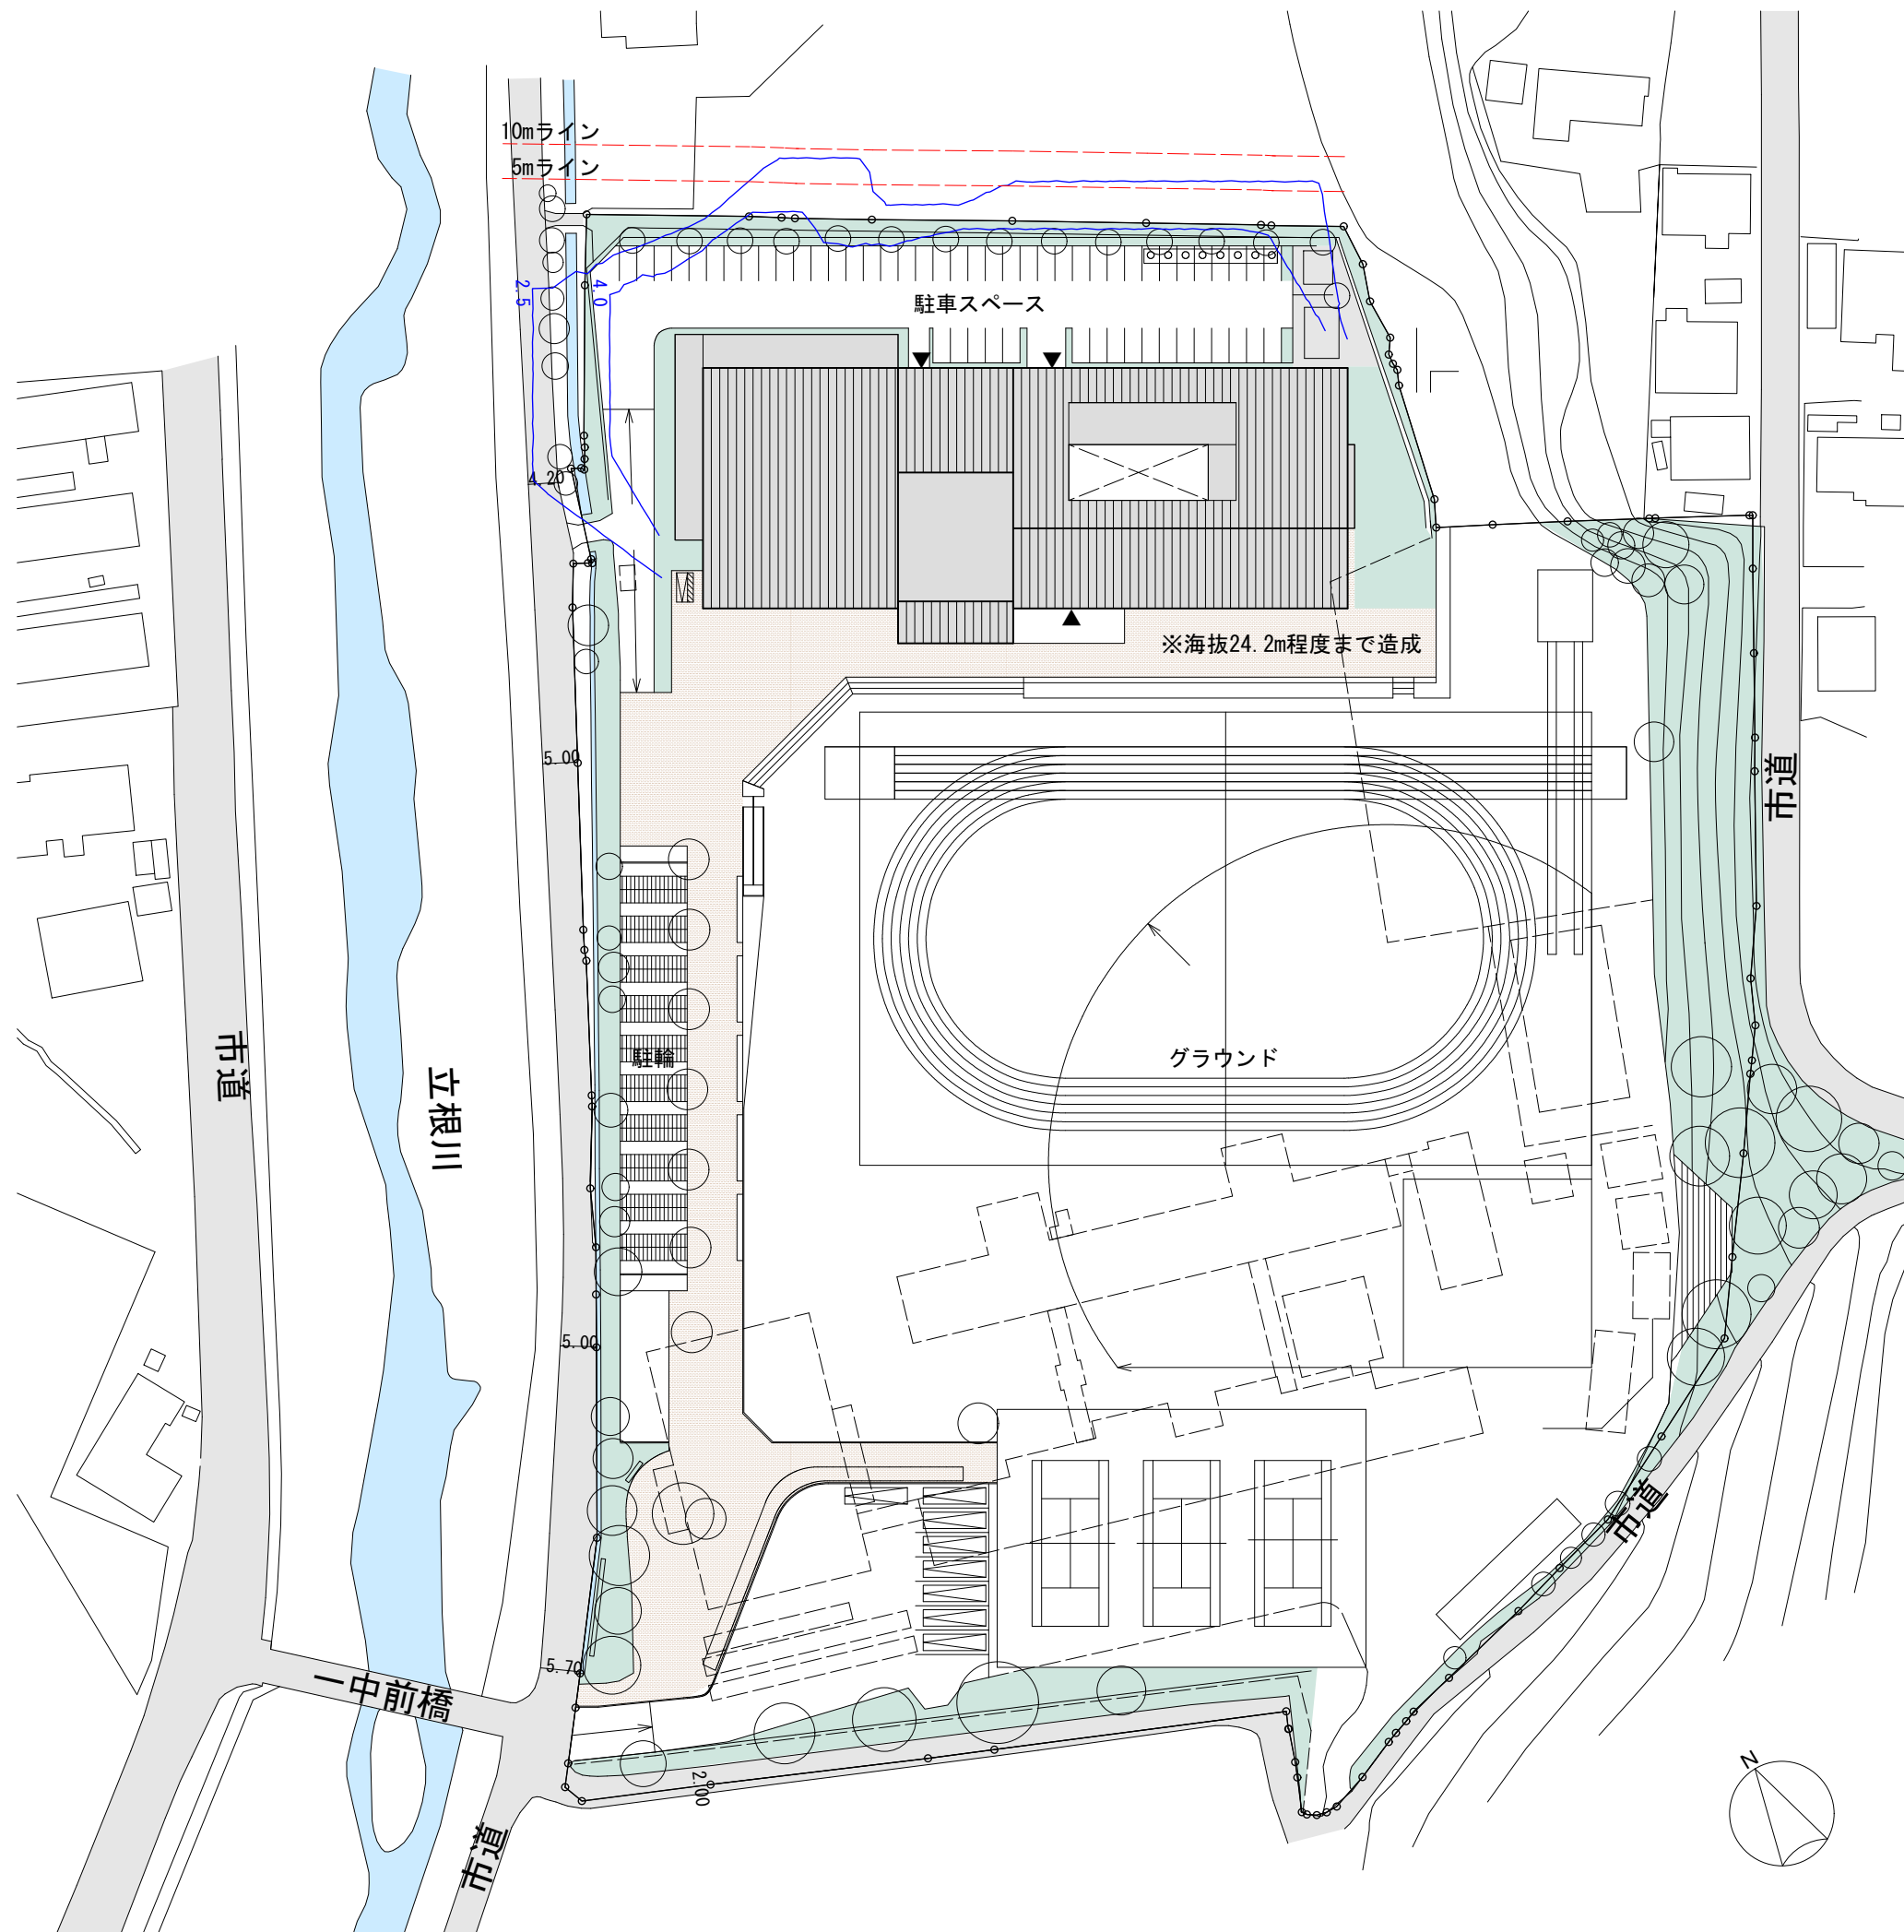 10mライン
5mライン
2.5
4.0
駐車スペース
4.20
※海抜24.2m程度まで造成
5.00
市道
駐輪
グラウンド
市道
立根川
5.00
市道
5.70
一中前橋
2.00
市道
N